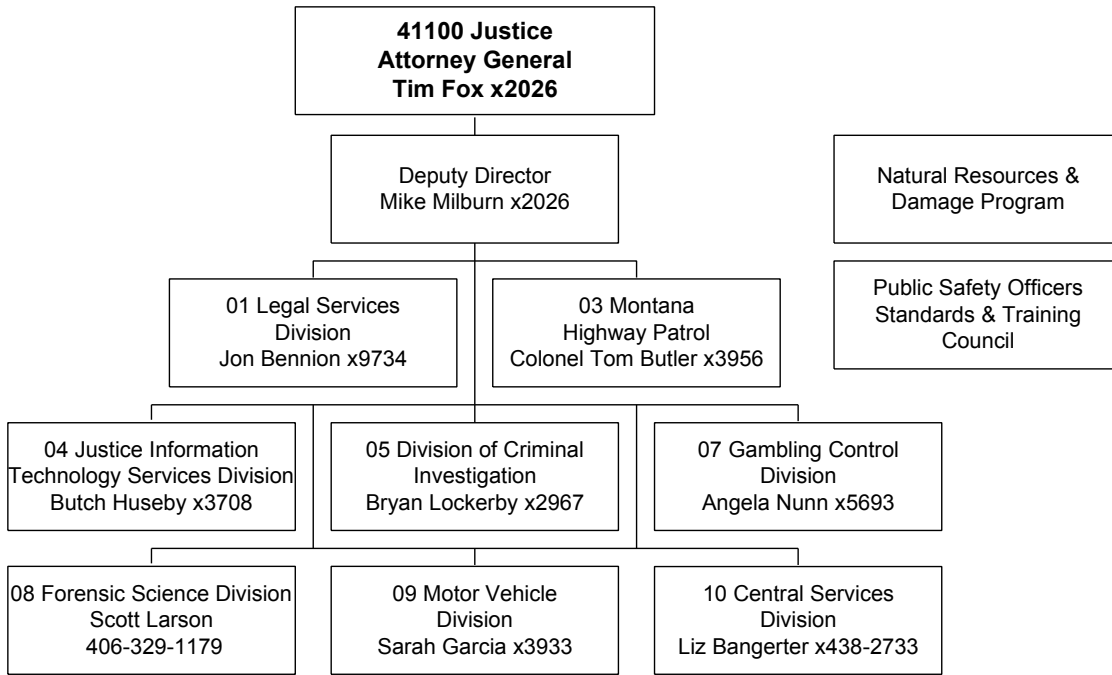 41100 Justice
Attorney General
Tim Fox x2026
Deputy Director
Mike Milburn x2026
Natural Resources &
Damage Program
01 Legal Services
Division
Jon Bennion x9734
03 Montana
Highway Patrol
Colonel Tom Butler x3956
Public Safety Officers
Standards & Training
Council
04 Justice Information
Technology Services Division
Butch Huseby x3708
05 Division of Criminal
Investigation
Bryan Lockerby x2967
07 Gambling Control
Division
Angela Nunn x5693
08 Forensic Science Division
Scott Larson
406-329-1179
09 Motor Vehicle
Division
Sarah Garcia x3933
10 Central Services
Division
Liz Bangerter x438-2733